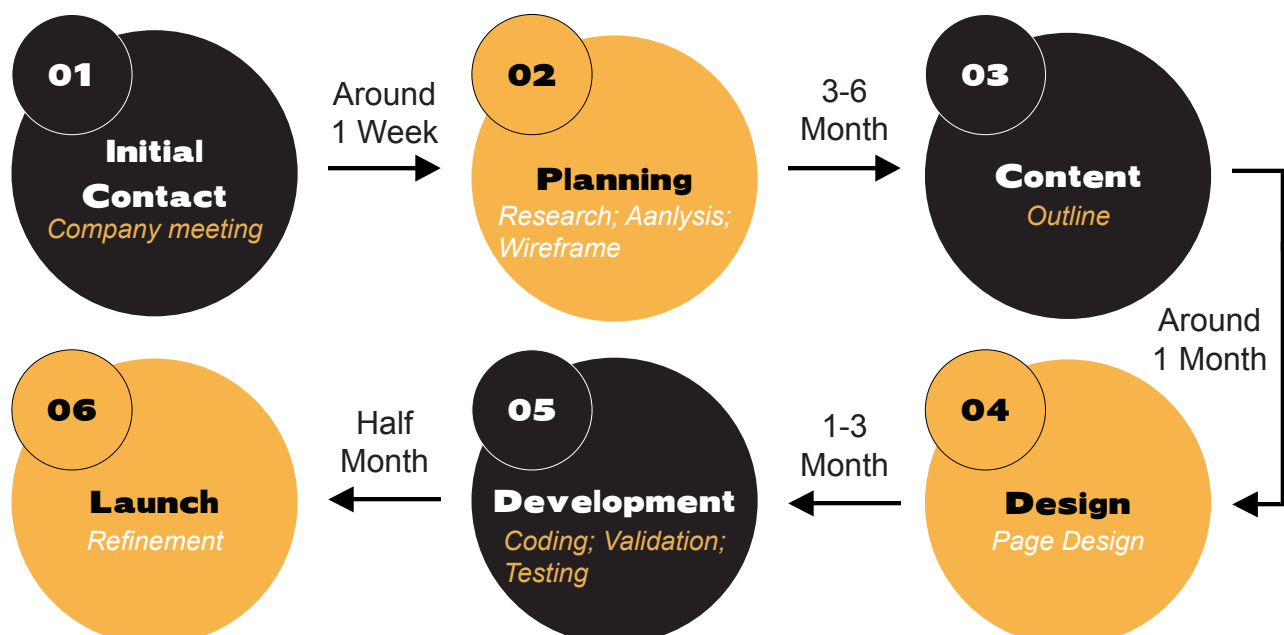 01
Initial
Contact
Company meeting
Around
1 Week
02
Planning
Research; Aanlysis;
Wireframe
3-6
Month
03
Content
Outline
Around
1 Month
04
Design
Page Design
1-3
Month
05
Development
Coding; Validation;
Testing
Half
Month
06
Launch
Refinement